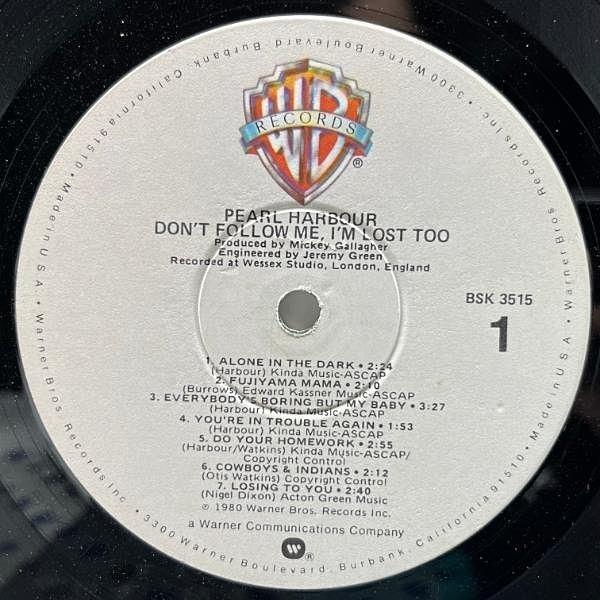 WB
RECORDS
®
PEARL HARBOUR
DON'T FOLLOW ME, I'M LOST TOO
Produced by Mickey Gallagher
Engineered by Jeremy Green
Recorded at Wessex Studio, London, England
BSK 3515
1
1. ALONE IN THE DARK • 2:24
(Harbour) Kinda Music-ASCAP
2. FUJIYAMA MAMA • 2:10
(Burrows) Edward Kassner Music-ASCAP
3. EVERYBODY'S BORING BUT MY BABY • 3:27
(Harbour) Kinda Music-ASCAP
4. YOU'RE IN TROUBLE AGAIN • 1:53
(Harbour) Kinda Music-ASCAP
5. DO YOUR HOMEWORK • 2:55
(Harbour/Watkins) Kinda Music-ASCAP/
Copyright Control
6. COWBOYS & INDIANS • 2:12
(Otis Watkins) Copyright Control
7. LOSING TO YOU • 2:40
(Nigel Dixon) Acton Green Music
℗ 1980 Warner Bros. Records Inc.
a Warner Communications Company
W®
Warner Bros. Records Inc. • 3300 Warner Boulevard, Burbank, California 91510 • Made in U.S.A. • Warner Bros. Records Inc. • 3300 Warner Boulevard, Burbank, California 91510 • Made in U.S.A. •